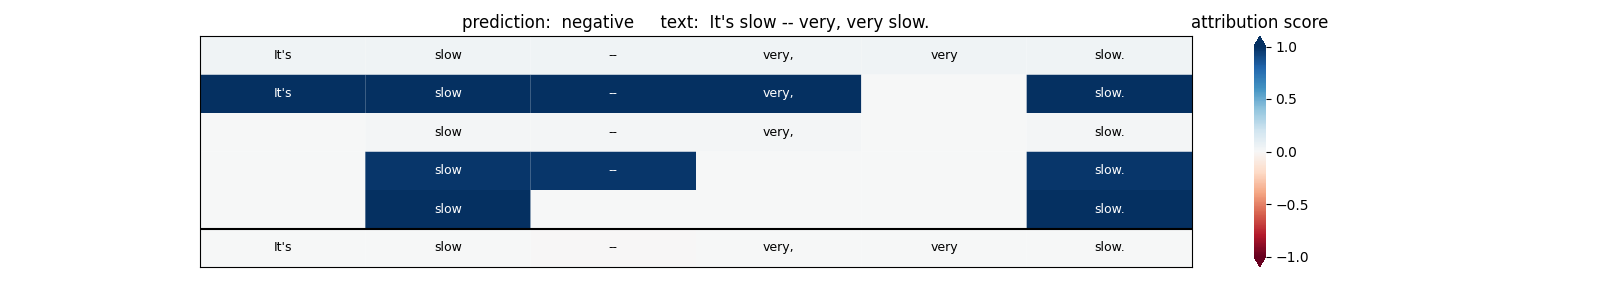 prediction:  negative     text:  It's slow -- very, very slow.
attribution score
It's slow -- very, very slow.
It's slow -- very, slow.
slow -- very, slow.
slow -- slow.
slow slow.
It's slow -- very, very slow.
1.0
0.5
0.0
−0.5
−1.0